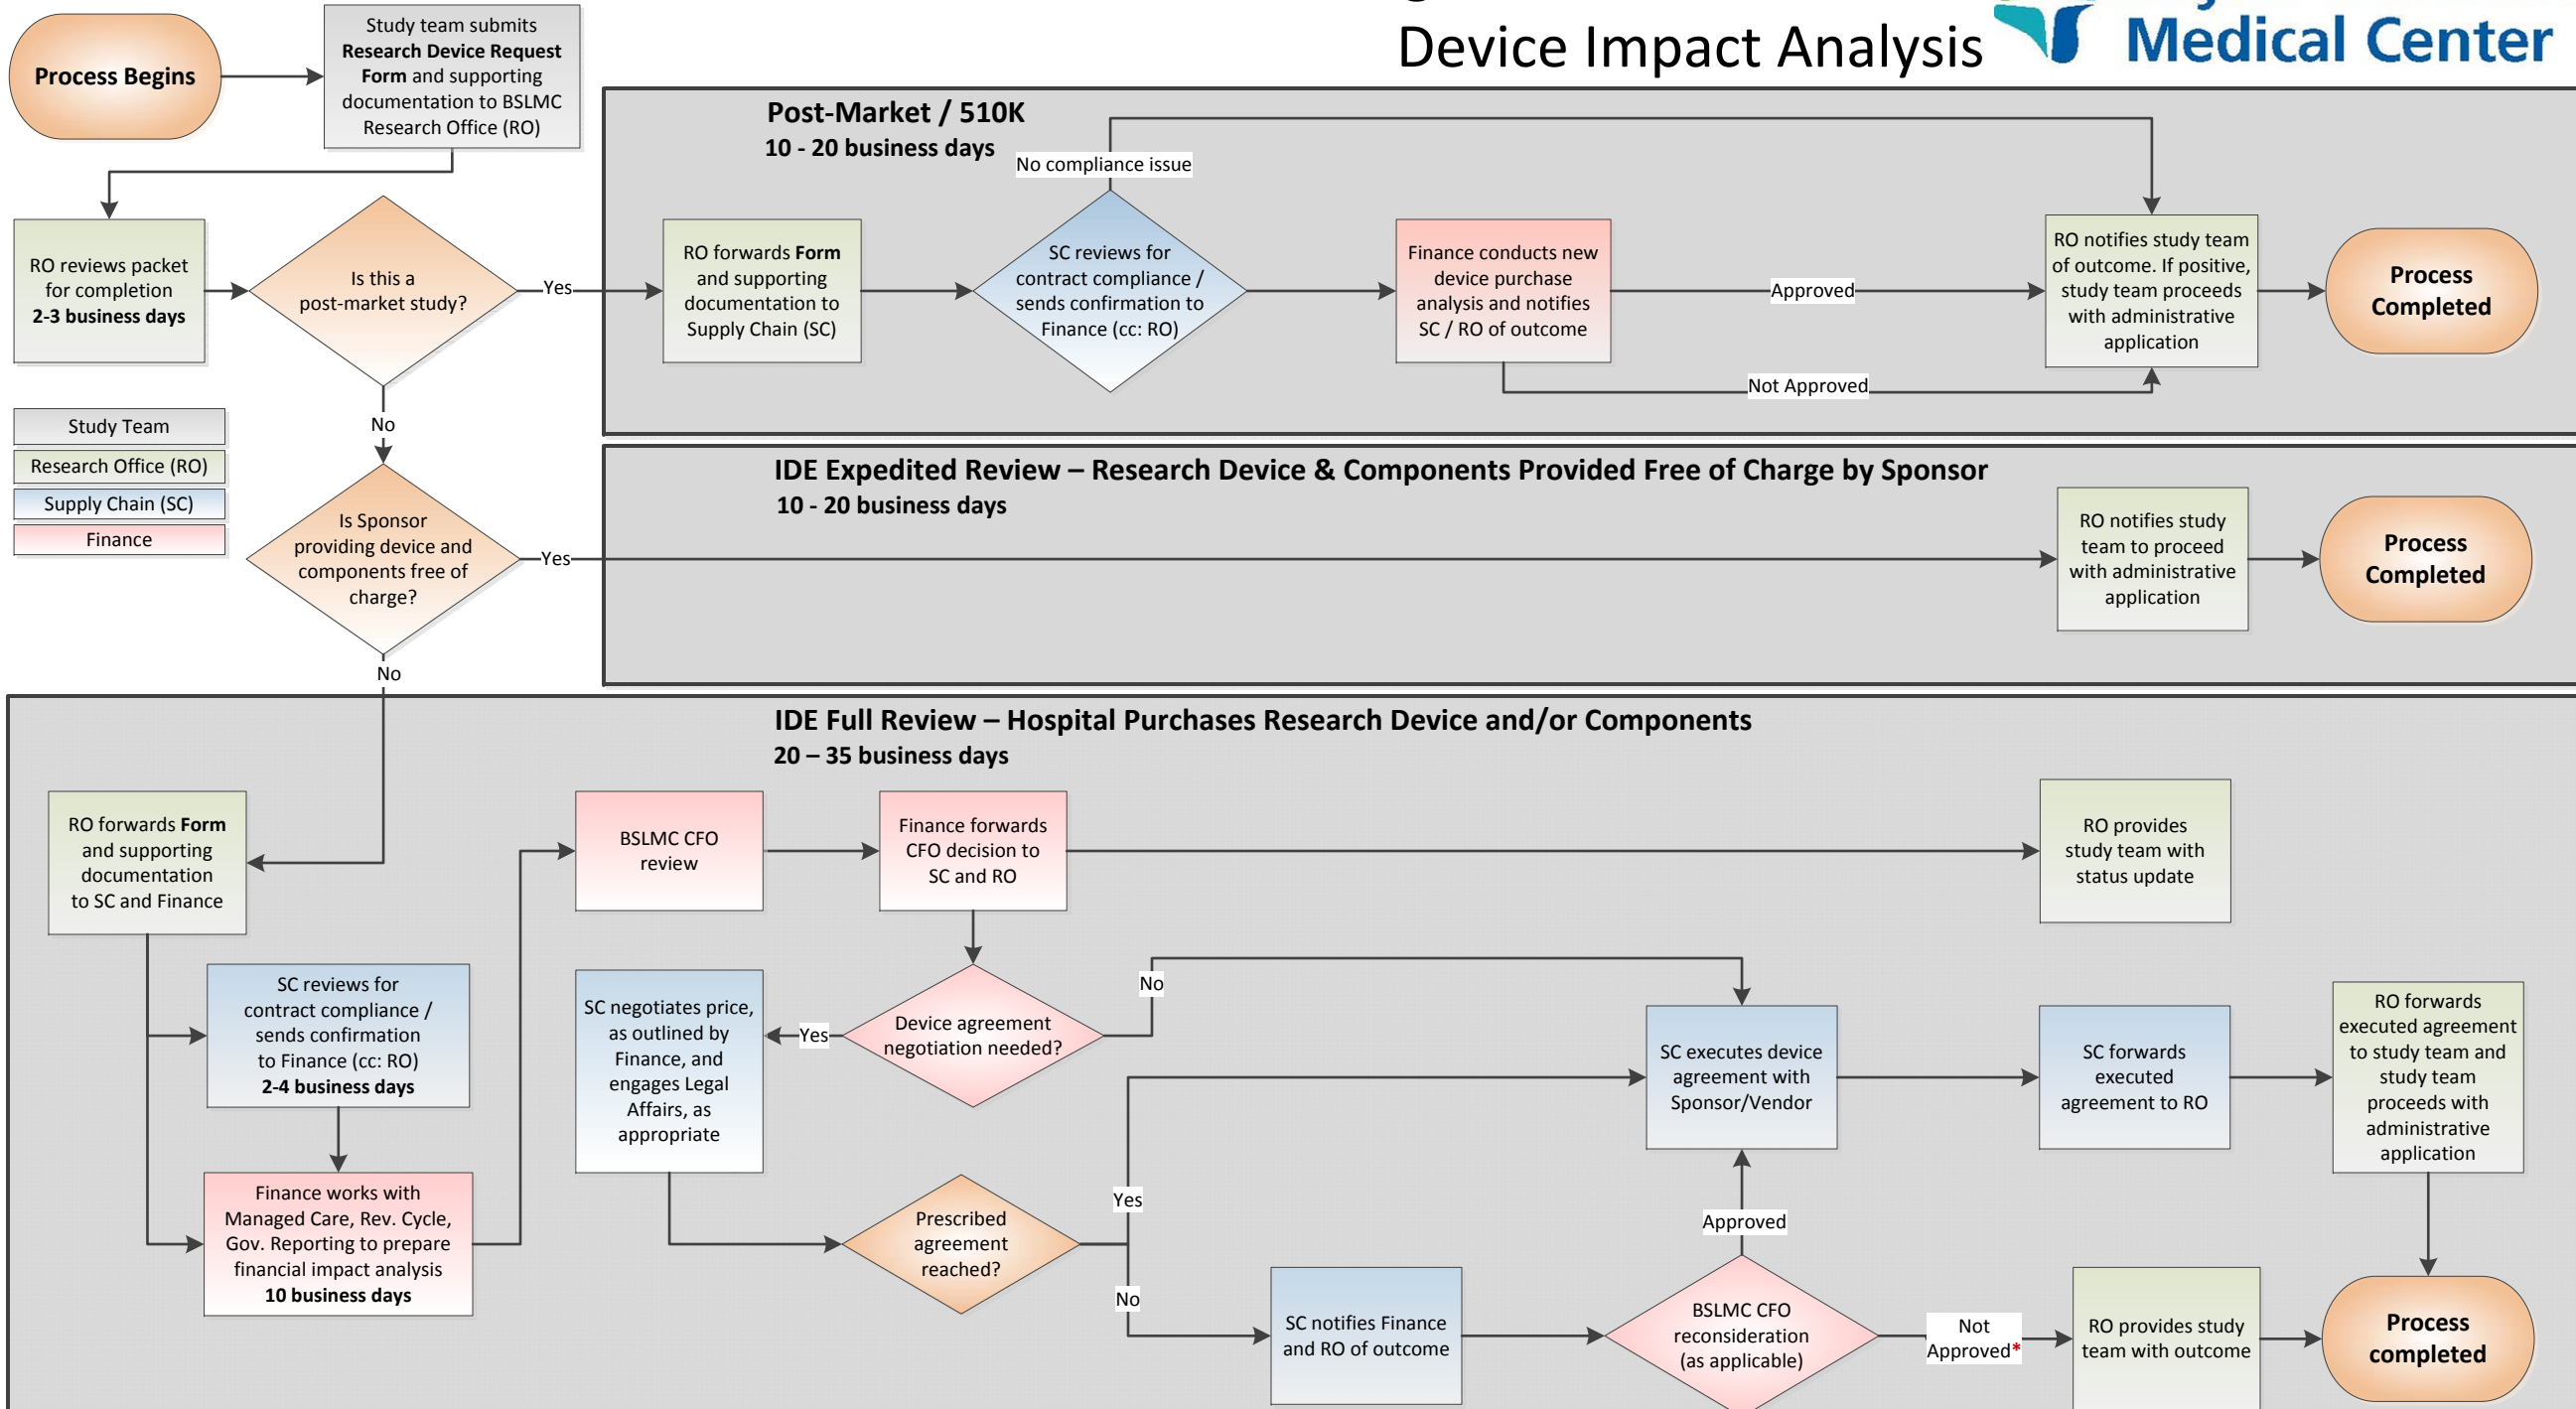 Device Impact Analysis
Medical Center
Process Begins
Study team submits
Research Device Request
Form and supporting
documentation to BSLMC
Research Office (RO)
RO reviews packet
for completion
2-3 business days
Is this a
post-market study?
Yes
No
Study Team
Research Office (RO)
Supply Chain (SC)
Finance
Is Sponsor
providing device and
components free of
charge?
Yes
No
Post-Market / 510K
10 - 20 business days
No compliance issue
RO forwards Form
and supporting
documentation to
Supply Chain (SC)
SC reviews for
contract compliance /
sends confirmation to
Finance (cc: RO)
Finance conducts new
device purchase
analysis and notifies
SC / RO of outcome
Approved
Not Approved
RO notifies study team
of outcome. If positive,
study team proceeds
with administrative
application
Process
Completed
IDE Expedited Review – Research Device & Components Provided Free of Charge by Sponsor
10 - 20 business days
RO notifies study
team to proceed
with administrative
application
Process
Completed
IDE Full Review – Hospital Purchases Research Device and/or Components
20 – 35 business days
RO forwards Form
and supporting
documentation
to SC and Finance
SC reviews for
contract compliance /
sends confirmation
to Finance (cc: RO)
2-4 business days
Finance works with
Managed Care, Rev. Cycle,
Gov. Reporting to prepare
financial impact analysis
10 business days
BSLMC CFO
review
Finance forwards
CFO decision to
SC and RO
RO provides
study team with
status update
Device agreement
negotiation needed?
Yes
No
SC negotiates price,
as outlined by
Finance, and
engages Legal
Affairs, as
appropriate
Prescribed
agreement
reached?
Yes
No
SC notifies Finance
and RO of outcome
BSLMC CFO
reconsideration
(as applicable)
Approved
Not
Approved*
SC executes device
agreement with
Sponsor/Vendor
SC forwards
executed
agreement to RO
RO forwards
executed agreement
to study team and
study team
proceeds with
administrative
application
RO provides study
team with outcome
Process
completed